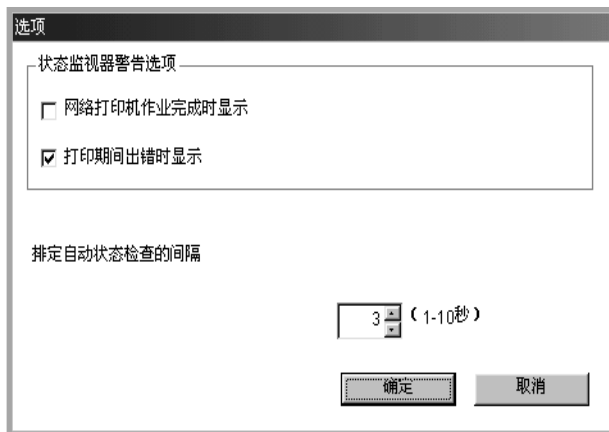 选项
状态监视器警告选项
网络打印机作业完成时显示
打印期间出错时显示
排定自动状态检查的间隔
3 ( 1-10秒 )
确定 取消